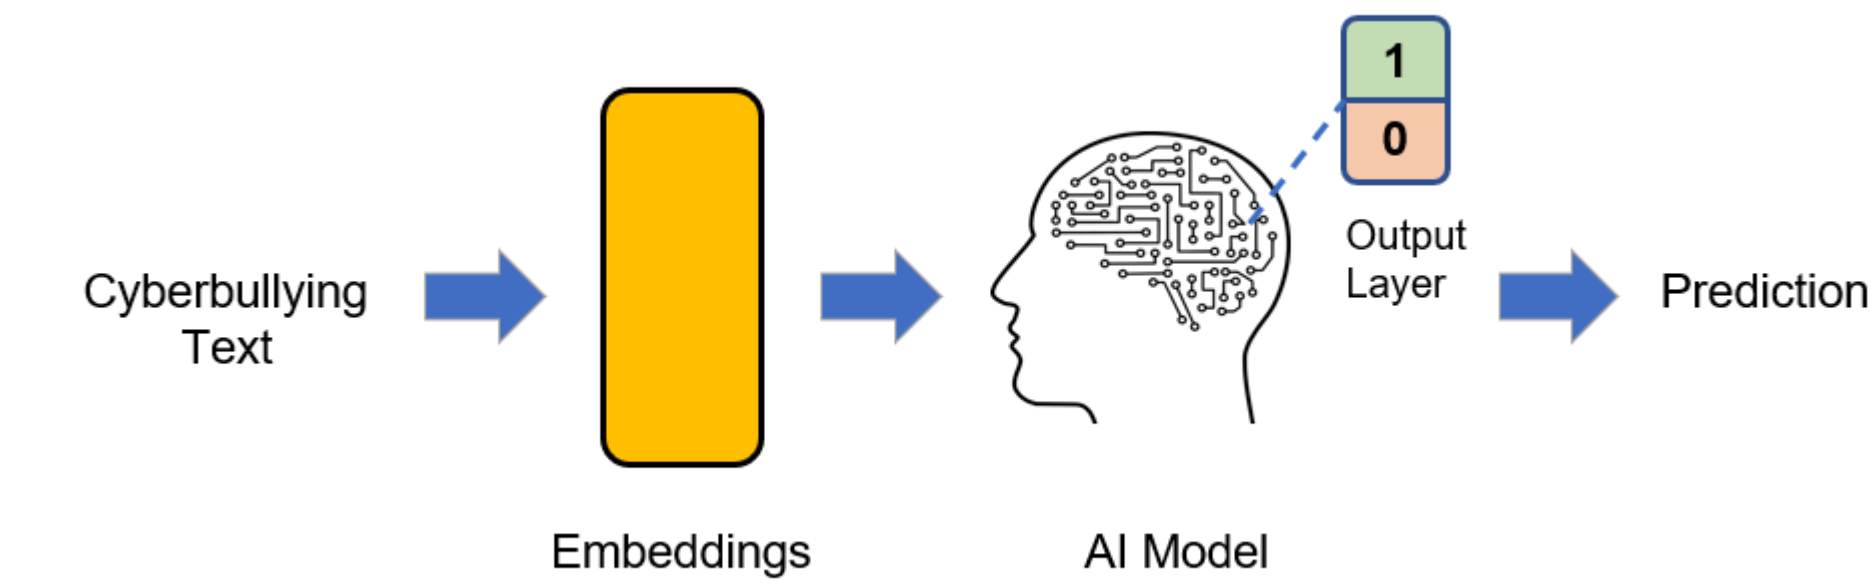 1
0
Output
Layer
Cyberbullying
Text
Prediction
Embeddings
AI Model